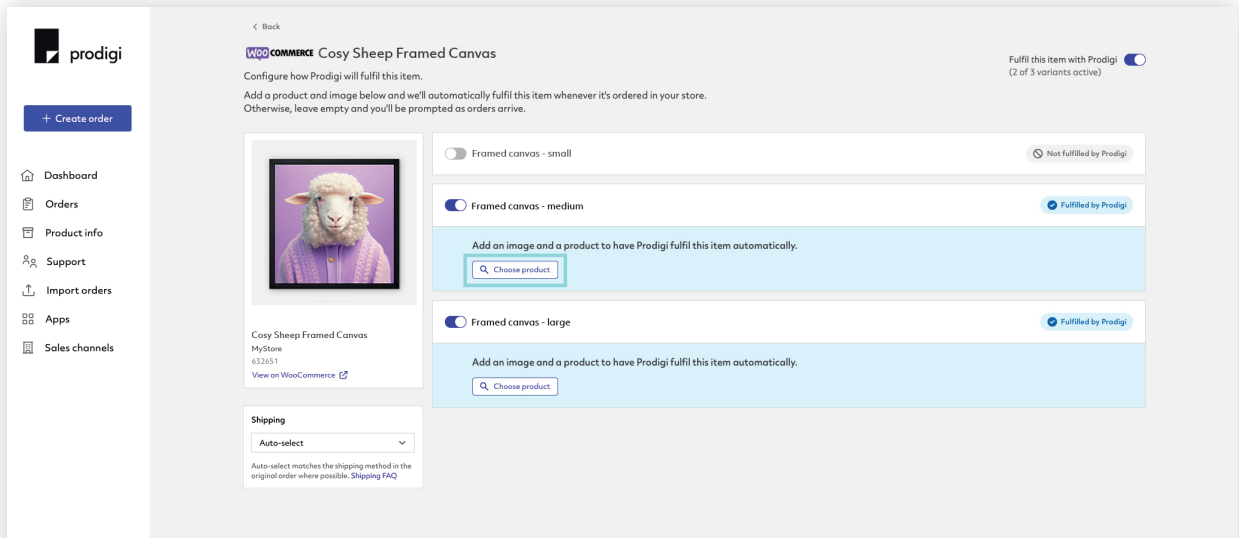 prodigi
+ Create order
Dashboard
Orders
Product info
Support
Import orders
Apps
Sales channels
< Back
WOO COMMERCE Cosy Sheep Framed Canvas
Configure how Prodigi will fulfil this item.
Add a product and image below and we'll automatically fulfil this item whenever it's ordered in your store.
Otherwise, leave empty and you'll be prompted as orders arrive.
Fulfil this item with Prodigi
(2 of 3 variants active)
Cosy Sheep Framed Canvas
MyStore
632651
View on WooCommerce
Shipping
Auto-select
Auto-select matches the shipping method in the
original order where possible. Shipping FAQ
Framed canvas - small
Not fulfilled by Prodigi
Framed canvas - medium
Fulfilled by Prodigi
Add an image and a product to have Prodigi fulfil this item automatically.
Choose product
Framed canvas - large
Fulfilled by Prodigi
Add an image and a product to have Prodigi fulfil this item automatically.
Choose product